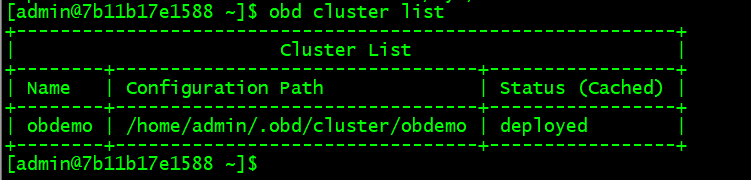 [admin@7b11b17e1588 ~]$ obd cluster list
+------------------------------------------------------------+
|                        Cluster List                        |
+--------+---------------------------------+-----------------+
| Name   | Configuration Path              | Status (Cached) |
+--------+---------------------------------+-----------------+
| obdemo | /home/admin/.obd/cluster/obdemo | deployed        |
+--------+---------------------------------+-----------------+
[admin@7b11b17e1588 ~]$